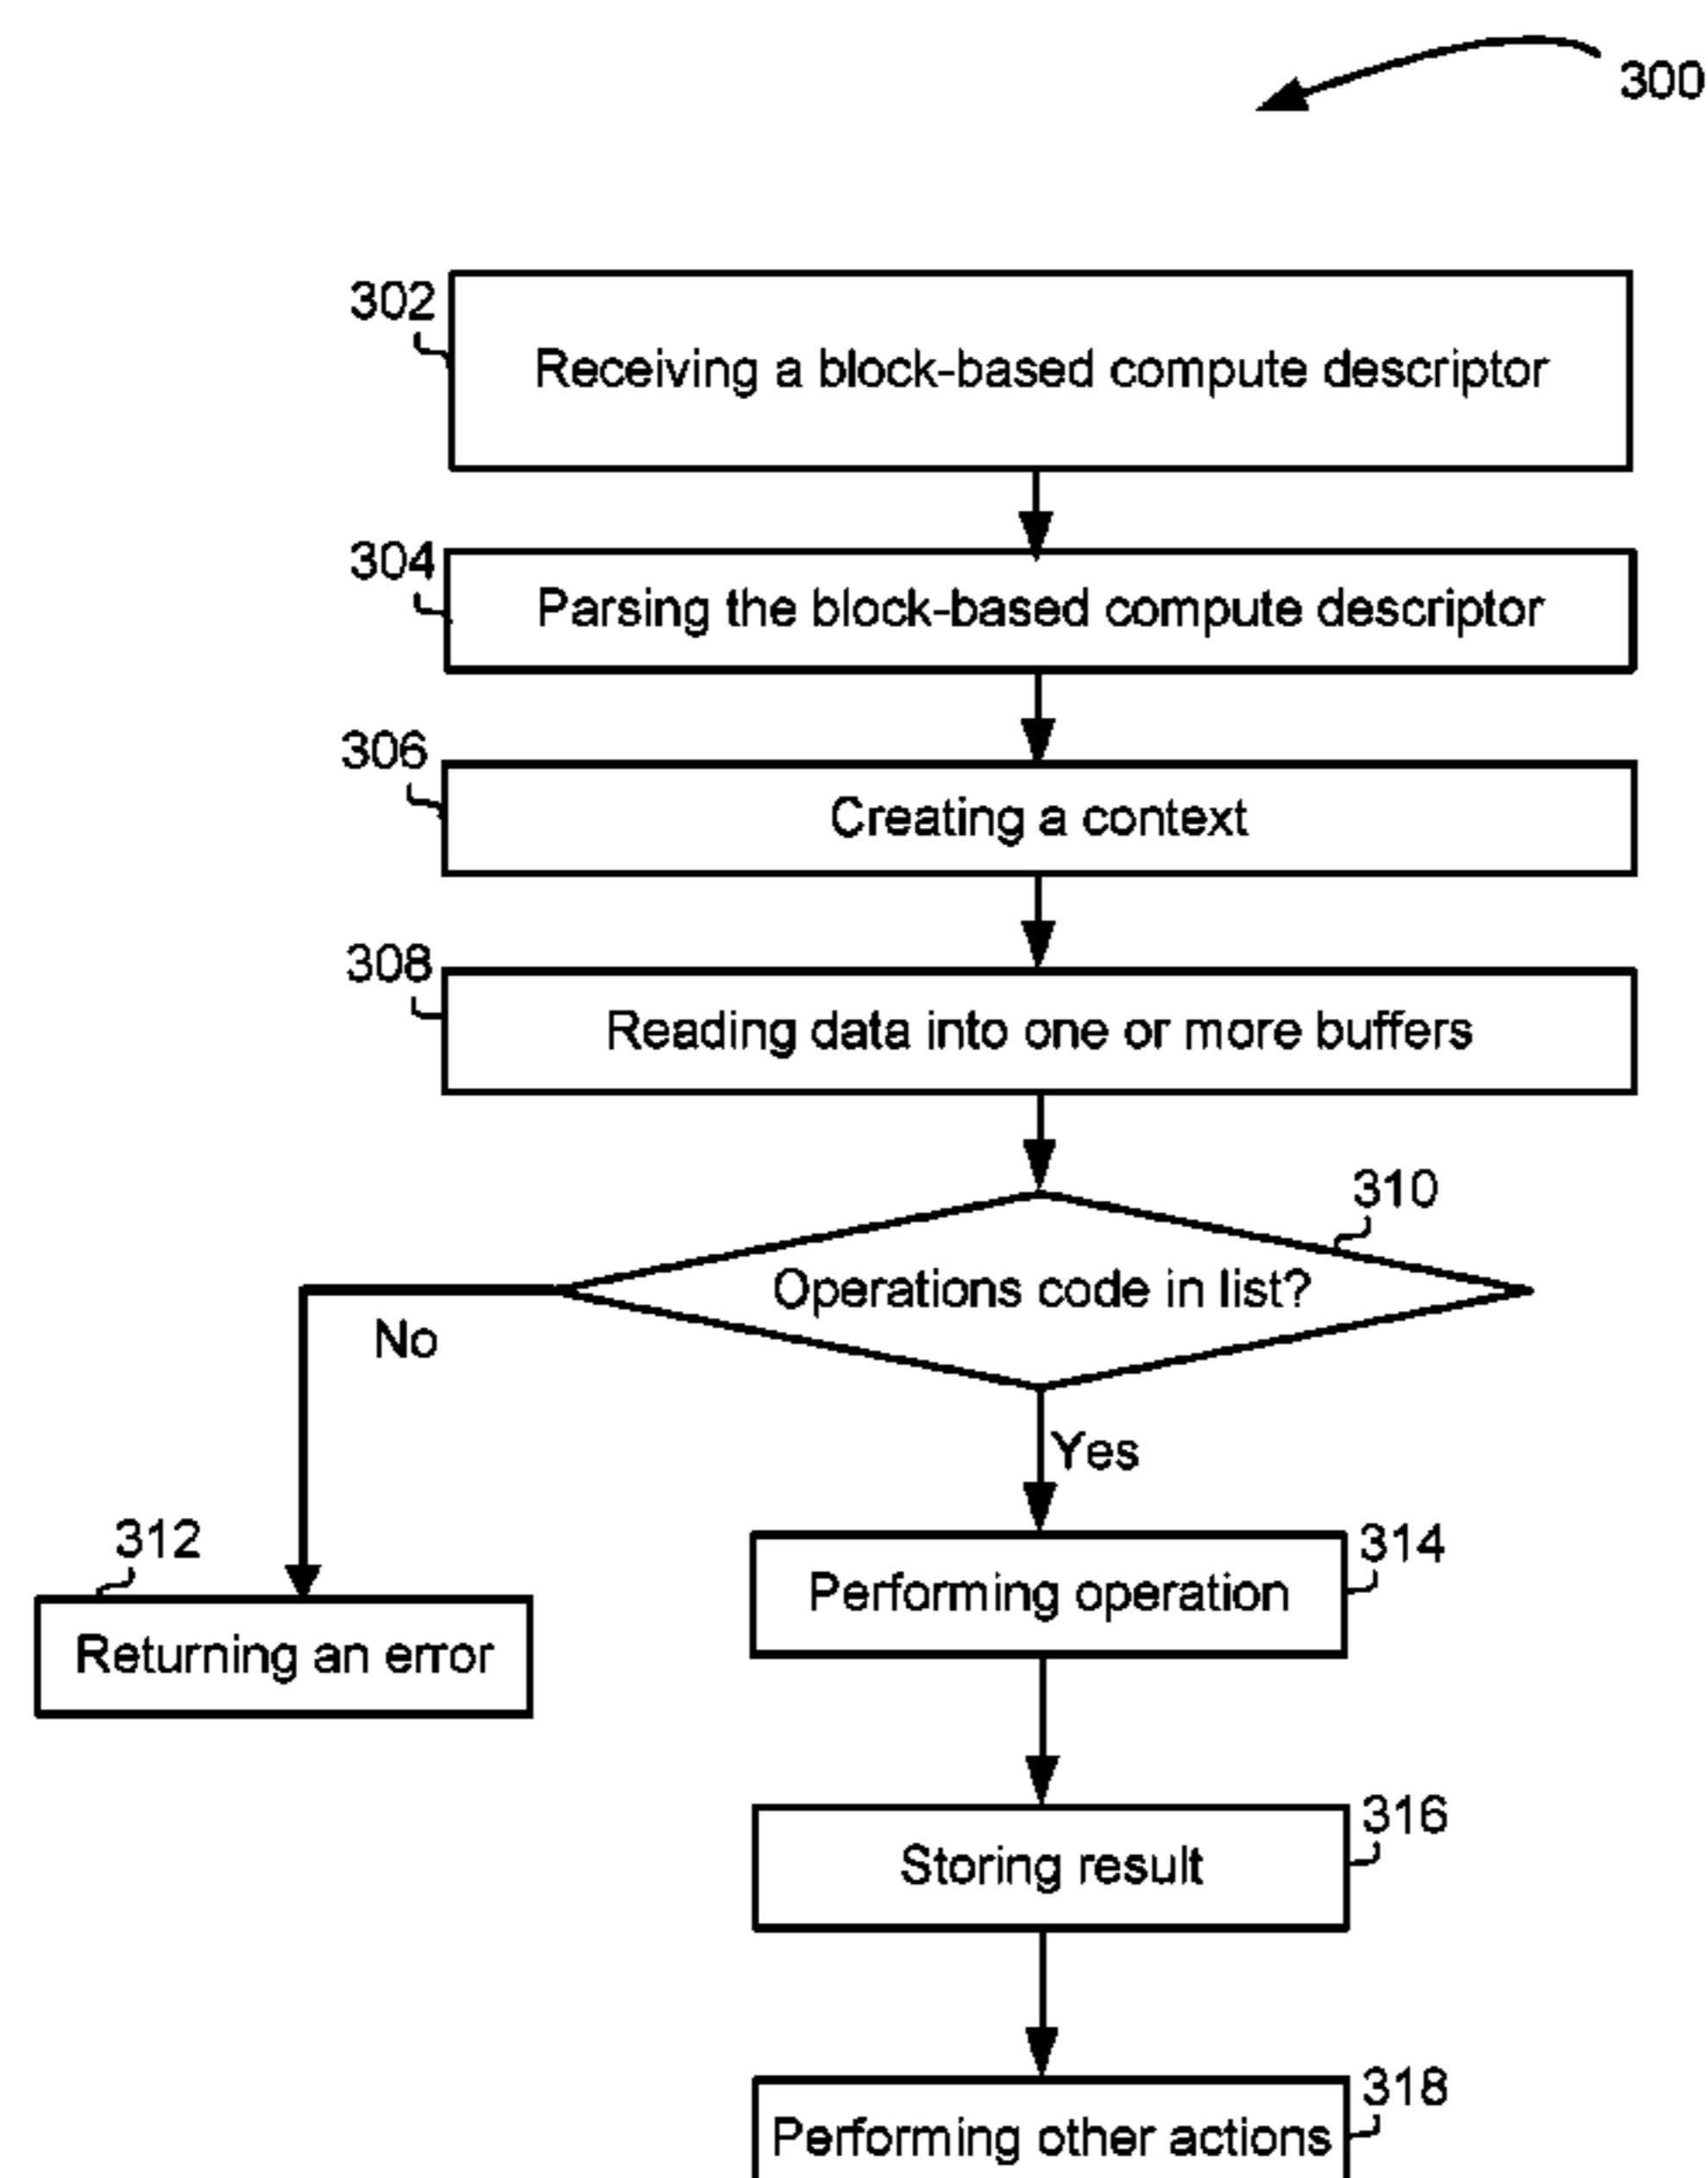 300
302
Receiving a block-based compute descriptor
304
Parsing the block-based compute descriptor
306
Creating a context
308
Reading data into one or more buffers
310
Operations code in list?
No
Yes
312
Returning an error
314
Performing operation
316
Storing result
318
Performing other actions